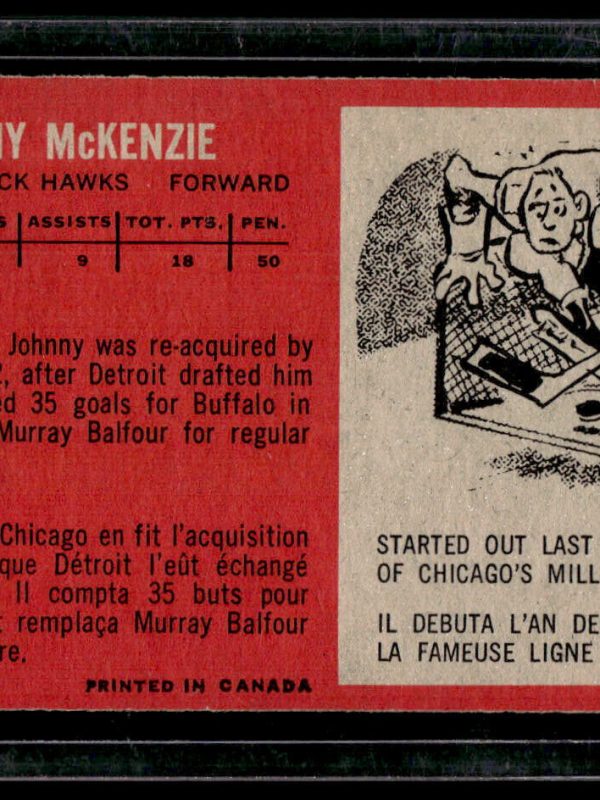 NY McKENZIE
CK HAWKS FORWARD
S ASSISTS TOT. PTS. PEN.
9 18 50
Johnny was re-acquired by
2, after Detroit drafted him
ed 35 goals for Buffalo in
Murray Balfour for regular
Chicago en fit l'acquisition
que Détroit l'eût échangé
Il compta 35 buts pour
t remplaça Murray Balfour
re.
PRINTED IN CANADA
STARTED OUT LAST
OF CHICAGO'S MILL
IL DEBUTA L'AN DE
LA FAMEUSE LIGNE